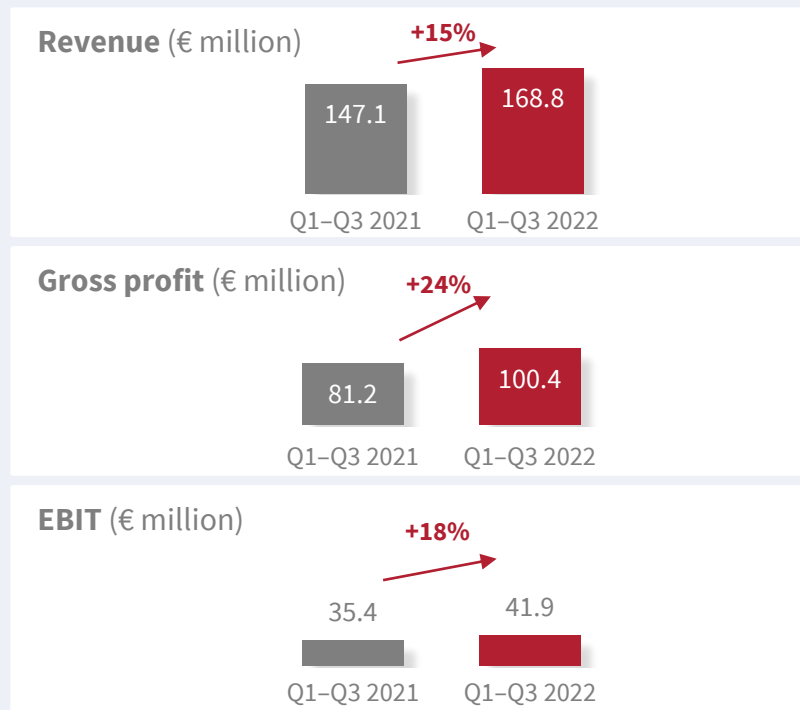 Revenue (€ million)
+15%
147.1
168.8
Q1–Q3 2021
Q1–Q3 2022
Gross profit (€ million)
+24%
81.2
100.4
Q1–Q3 2021
Q1–Q3 2022
EBIT (€ million)
+18%
35.4
41.9
Q1–Q3 2021
Q1–Q3 2022